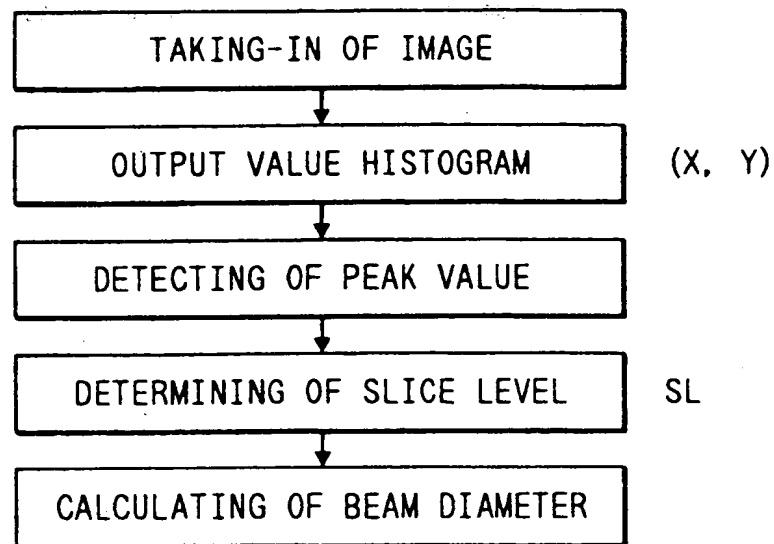 TAKING-IN OF IMAGE
OUTPUT VALUE HISTOGRAM (X, Y)
DETECTING OF PEAK VALUE
DETERMINING OF SLICE LEVEL SL
CALCULATING OF BEAM DIAMETER